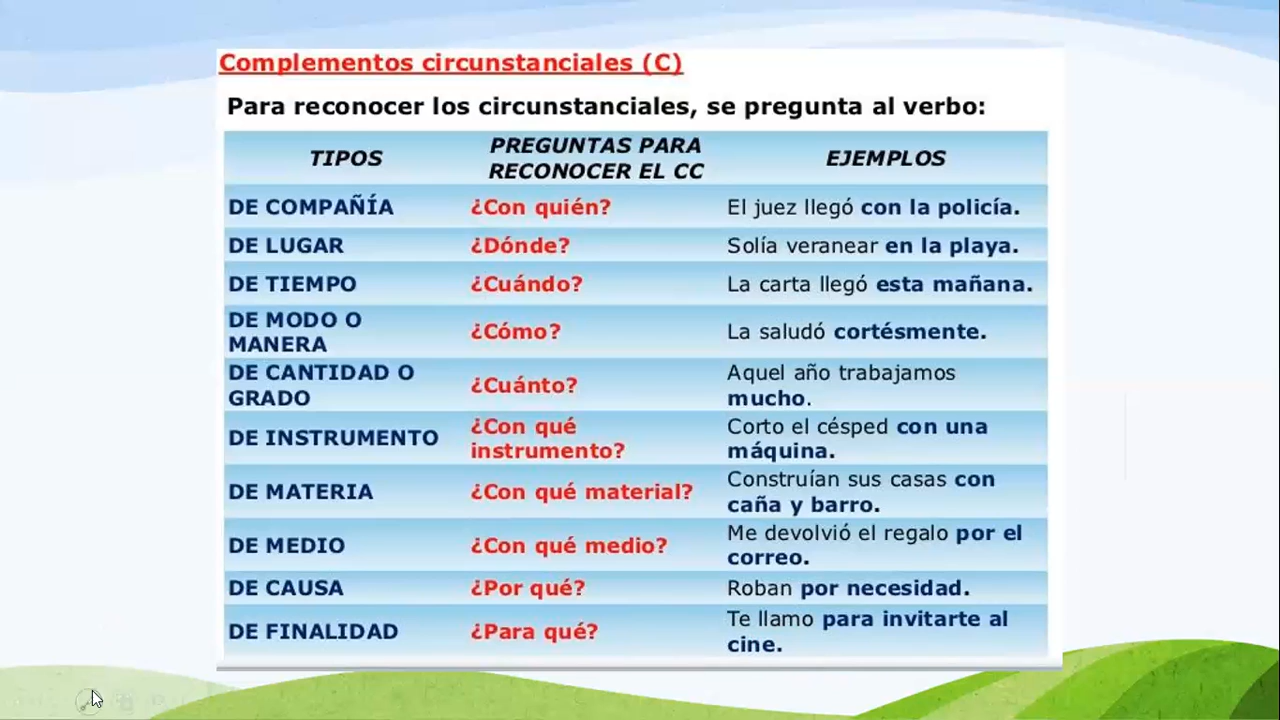 Complementos circunstanciales (C)
Para reconocer los circunstanciales, se pregunta al verbo:
TIPOS
PREGUNTAS PARA
RECONOCER EL CC
EJEMPLOS
DE COMPAÑÍA
¿Con quién?
El juez llegó con la policía.
DE LUGAR
¿Dónde?
Solía veranear en la playa.
DE TIEMPO
¿Cuándo?
La carta llegó esta mañana.
DE MODO O
MANERA
¿Cómo?
La saludó cortésmente.
DE CANTIDAD O
GRADO
¿Cuánto?
Aquel año trabajamos
mucho.
DE INSTRUMENTO
¿Con qué
instrumento?
Corto el césped con una
máquina.
DE MATERIA
¿Con qué material?
Construían sus casas con
caña y barro.
DE MEDIO
¿Con qué medio?
Me devolvió el regalo por el
correo.
DE CAUSA
¿Por qué?
Roban por necesidad.
DE FINALIDAD
¿Para qué?
Te llamo para invitarte al
cine.